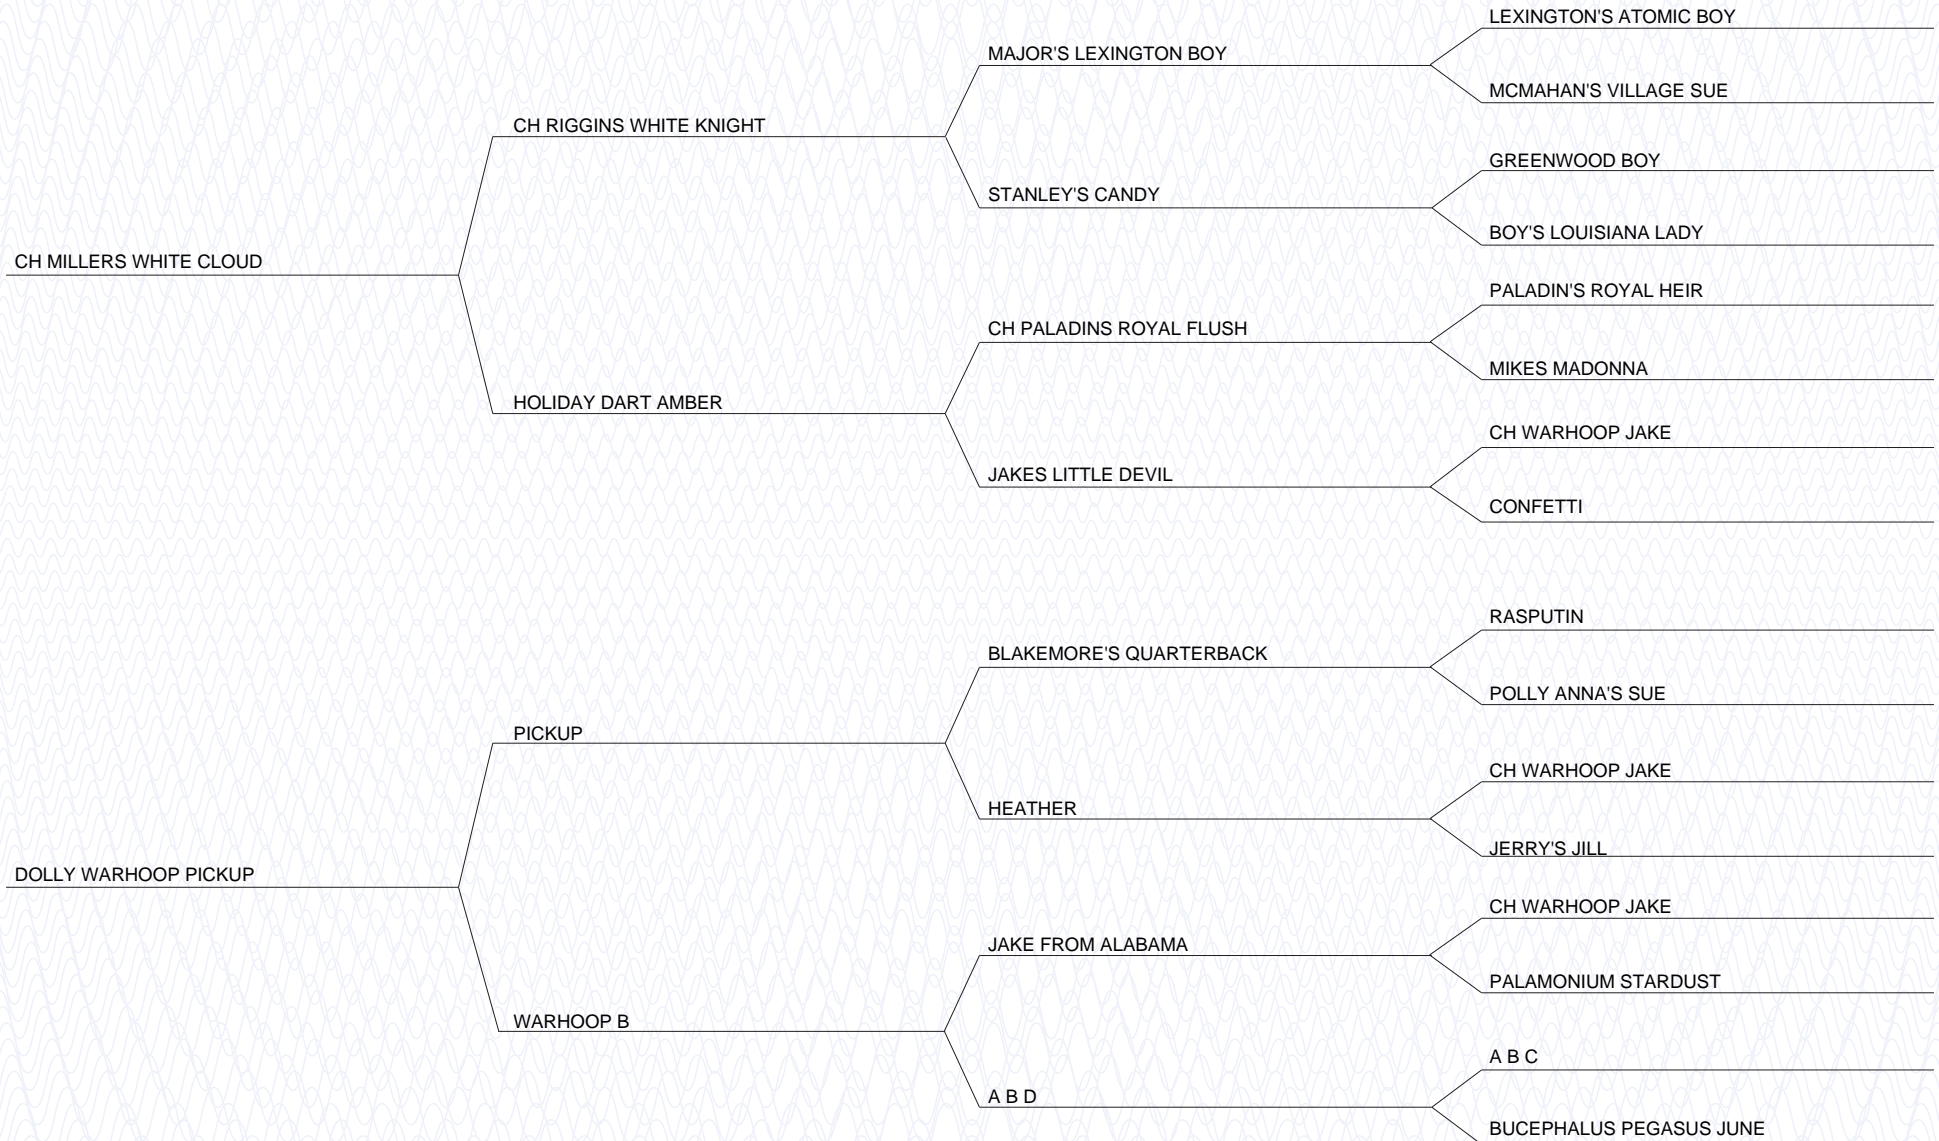 LEXINGTON'S ATOMIC BOY
MAJOR'S LEXINGTON BOY
MCMAHAN'S VILLAGE SUE
CH RIGGINS WHITE KNIGHT
GREENWOOD BOY
STANLEY'S CANDY
BOY'S LOUISIANA LADY
CH MILLERS WHITE CLOUD
PALADIN'S ROYAL HEIR
CH PALADINS ROYAL FLUSH
MIKES MADONNA
HOLIDAY DART AMBER
CH WARHOOP JAKE
JAKES LITTLE DEVIL
CONFETTI
RASPUTIN
BLAKEMORE'S QUARTERBACK
POLLY ANNA'S SUE
PICKUP
CH WARHOOP JAKE
HEATHER
JERRY'S JILL
DOLLY WARHOOP PICKUP
CH WARHOOP JAKE
JAKE FROM ALABAMA
PALAMONIUM STARDUST
WARHOOP B
A B C
A B D
BUCEPHALUS PEGASUS JUNE